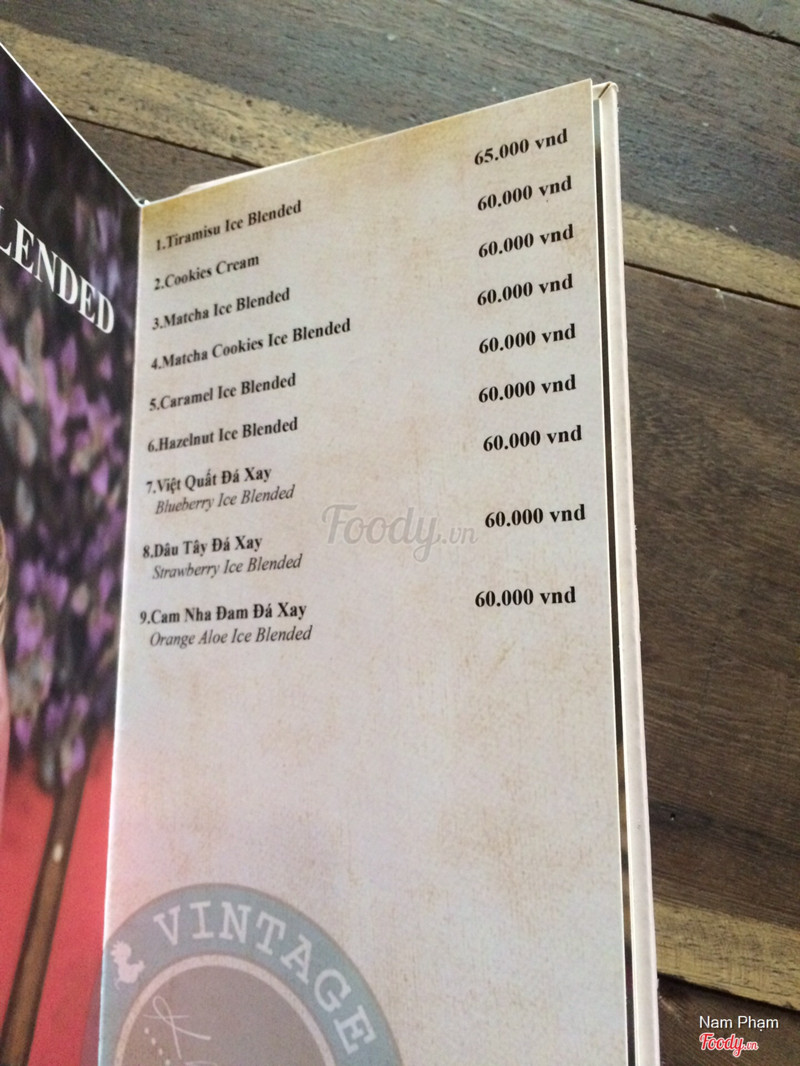 LENDED
1.Tiramisu Ice Blended 65.000 vnd
2.Cookies Cream 60.000 vnd
3.Matcha Ice Blended 60.000 vnd
4.Matcha Cookies Ice Blended 60.000 vnd
5.Caramel Ice Blended 60.000 vnd
6.Hazelnut Ice Blended 60.000 vnd
7.Việt Quất Đá Xay 60.000 vnd
Blueberry Ice Blended
8.Dâu Tây Đá Xay 60.000 vnd
Strawberry Ice Blended
9.Cam Nha Đam Đá Xay 60.000 vnd
Orange Aloe Ice Blended
Foody.vn
VINTAGE
Nam Phạm
Foody.vn